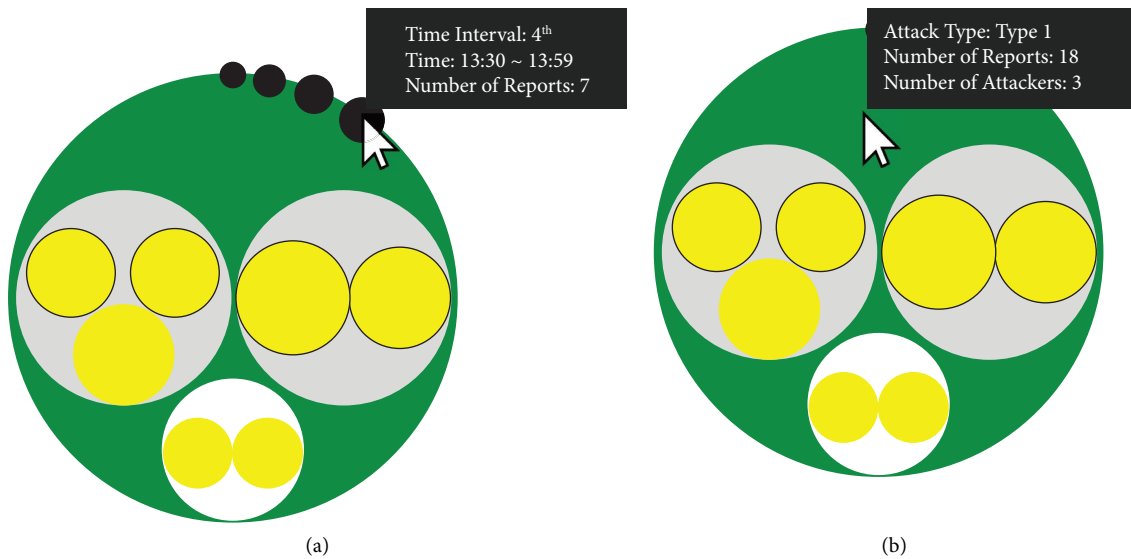 Time Interval: 4th
Time: 13:30 ~ 13:59
Number of Reports: 7
Attack Type: Type 1
Number of Reports: 18
Number of Attackers: 3
(a)
(b)